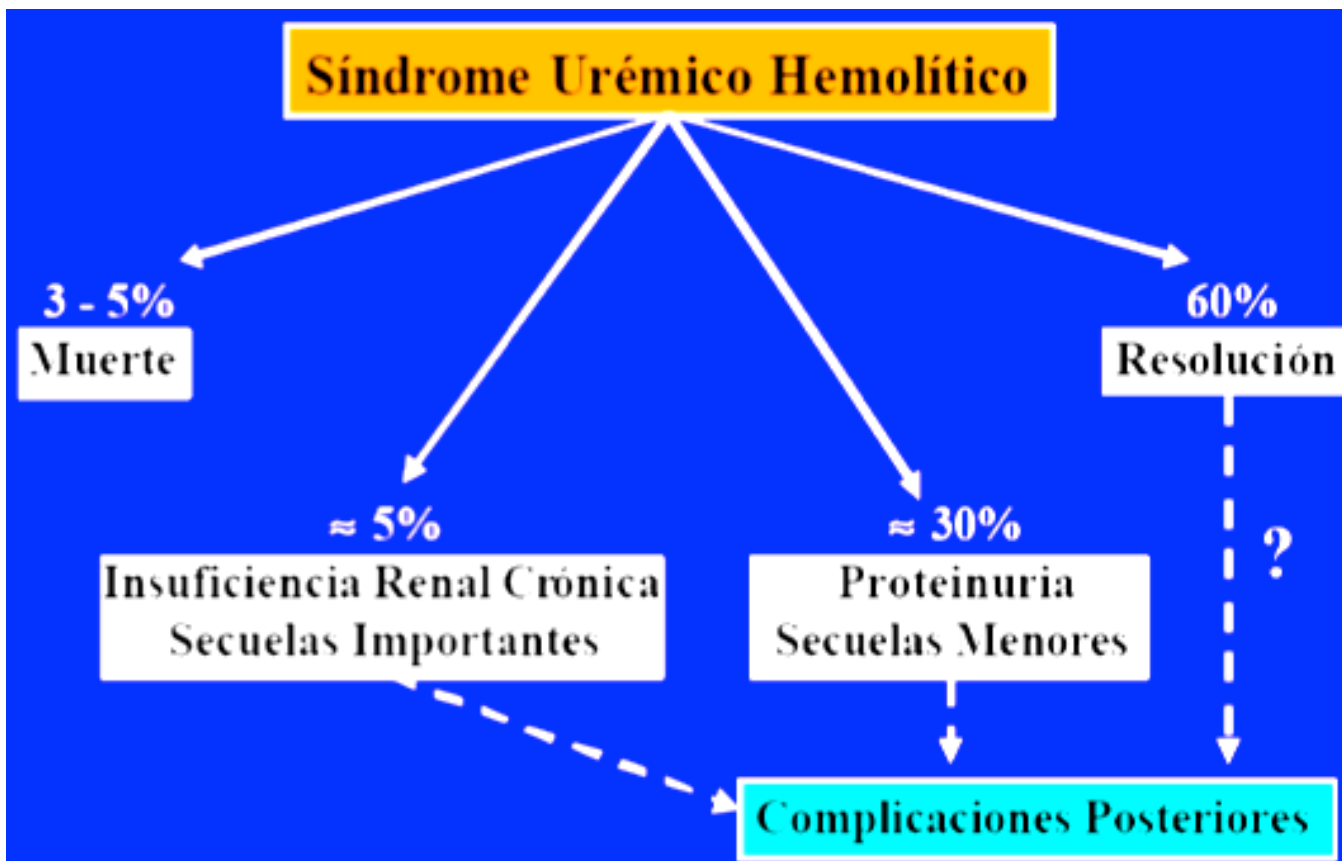 Síndrome Urémico Hemolítico
3 - 5%
Muerte
60%
Resolución
≈ 5%
Insuficiencia Renal Crónica
Secuelas Importantes
≈ 30%
Proteinuria
Secuelas Menores
?
Complicaciones Posteriores